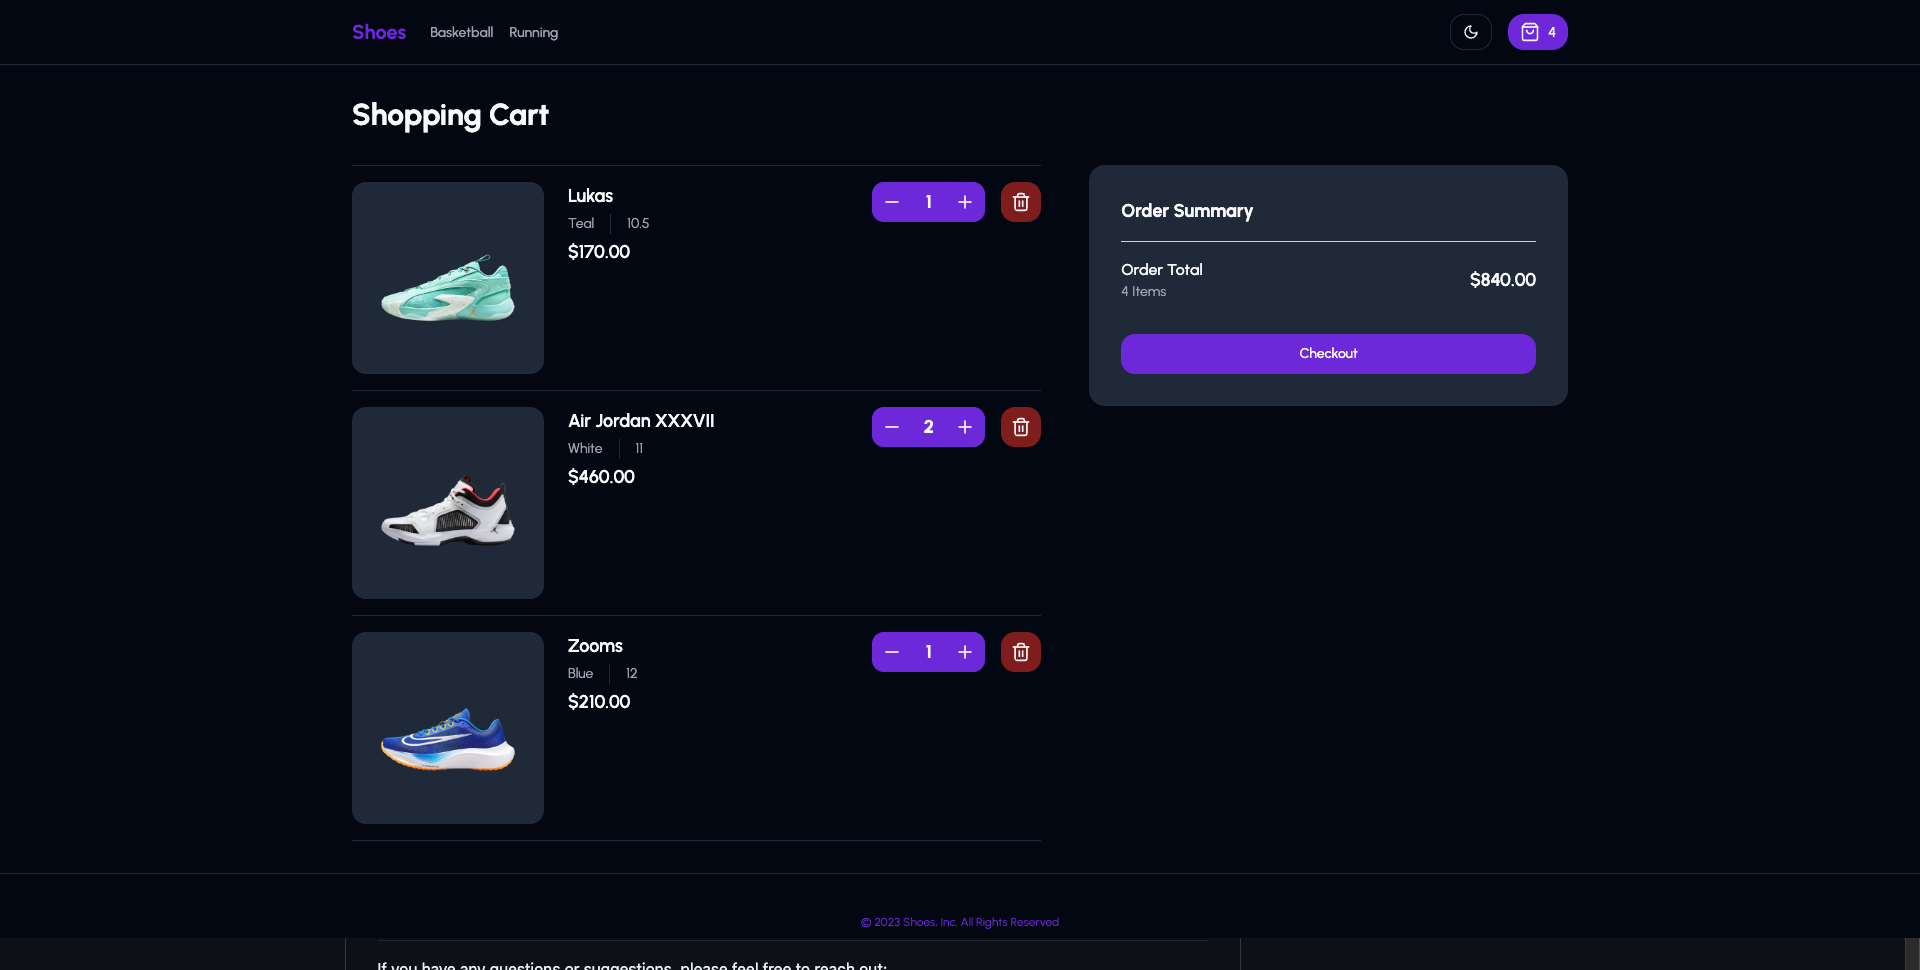 Shoes Basketball Running 4
Shopping Cart
Lukas
Teal 10.5
$170.00
1
Air Jordan XXXVII
White 11
$460.00
2
Zooms
Blue 12
$210.00
1
Order Summary
Order Total
4 Items
$840.00
Checkout
© 2023 Shoes, Inc. All Rights Reserved
If you have any questions or suggestions, please feel free to reach out: